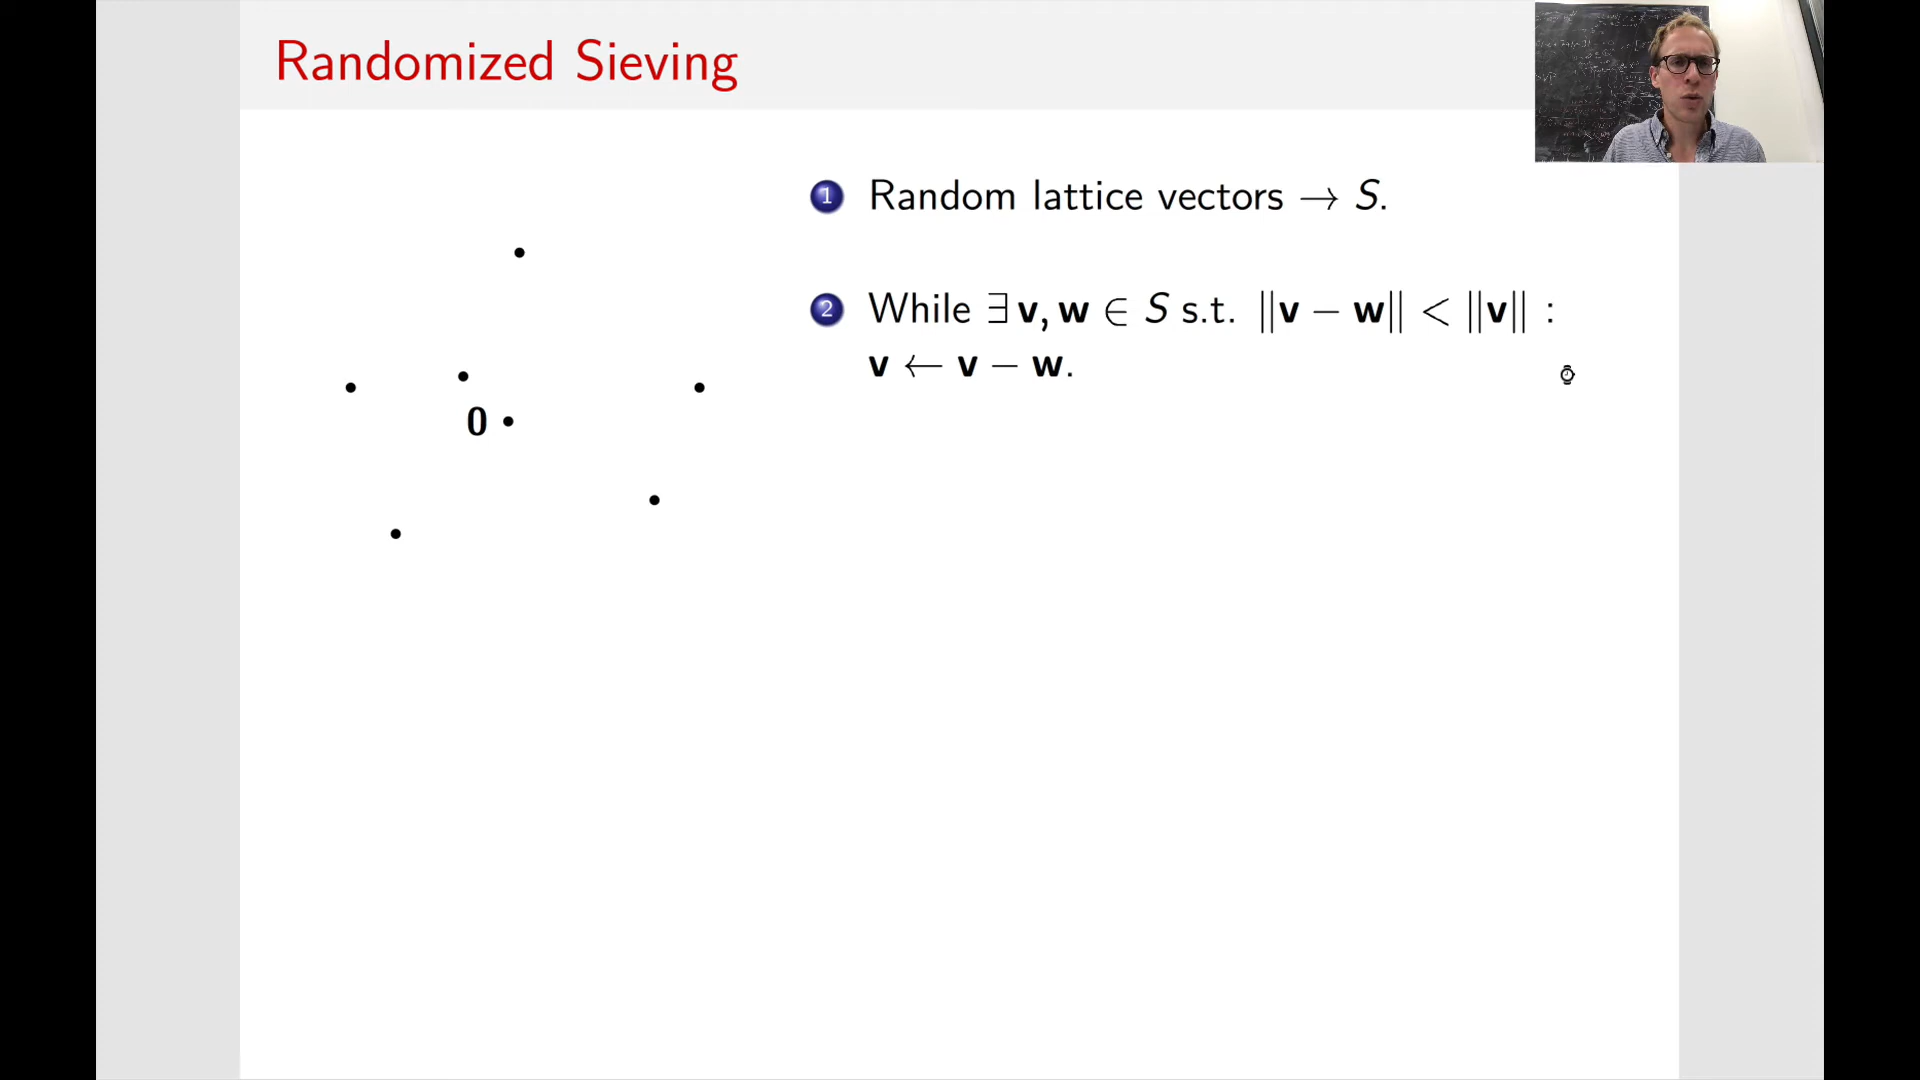 Randomized Sieving
1 Random lattice vectors → S.
2 While ∃ v, w ∈ S s.t. ‖v − w‖ < ‖v‖ :
v ← v − w.
0